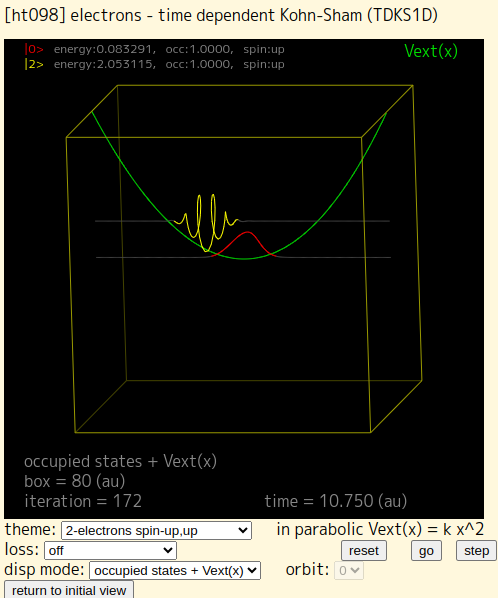 [ht098] electrons - time dependent Kohn-Sham (TDKS1D)
|0> energy:0.083291, occ:1.0000, spin:up
Vext(x)
|2> energy:2.053115, occ:1.0000, spin:up
occupied states + Vext(x)
box = 80 (au)
iteration = 172 time = 10.750 (au)
theme: 2-electrons spin-up,up in parabolic Vext(x) = k x^2
loss: off reset go step
disp mode: occupied states + Vext(x) orbit: 0
return to initial view